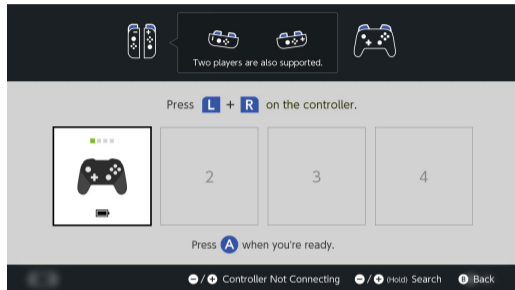 Two players are also supported.
Press L + R on the controller.
2
3
4
Press A when you're ready.
−/+ Controller Not Connecting −/+ (Hold) Search B Back